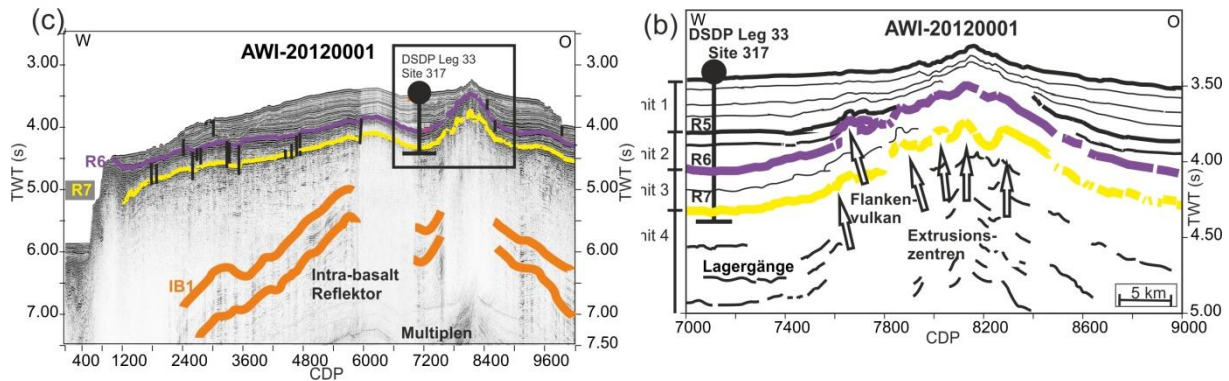 (c)
W
O
AWI-20120001
DSDP Leg 33
Site 317
3.00
4.00
5.00
6.00
7.00
7.50
TWT (s)
3.00
4.00
5.00
6.00
7.00
7.50
TWT (s)
R6
R7
IB1
Intra-basalt
Reflektor
Multiplen
400 1200 2400 3600 4800 6000 7200 8400 9600
CDP
(b)
W
O
DSDP Leg 33
Site 317
AWI-20120001
nit 1
R5
nit 2
R6
nit 3
R7
nit 4
Flanken-
vulkan
Extrusions-
zentren
Lagergänge
5 km
3.50
4.00
4.50
5.00
TWT (s)
7000 7400 7800 8200 8600 9000
CDP